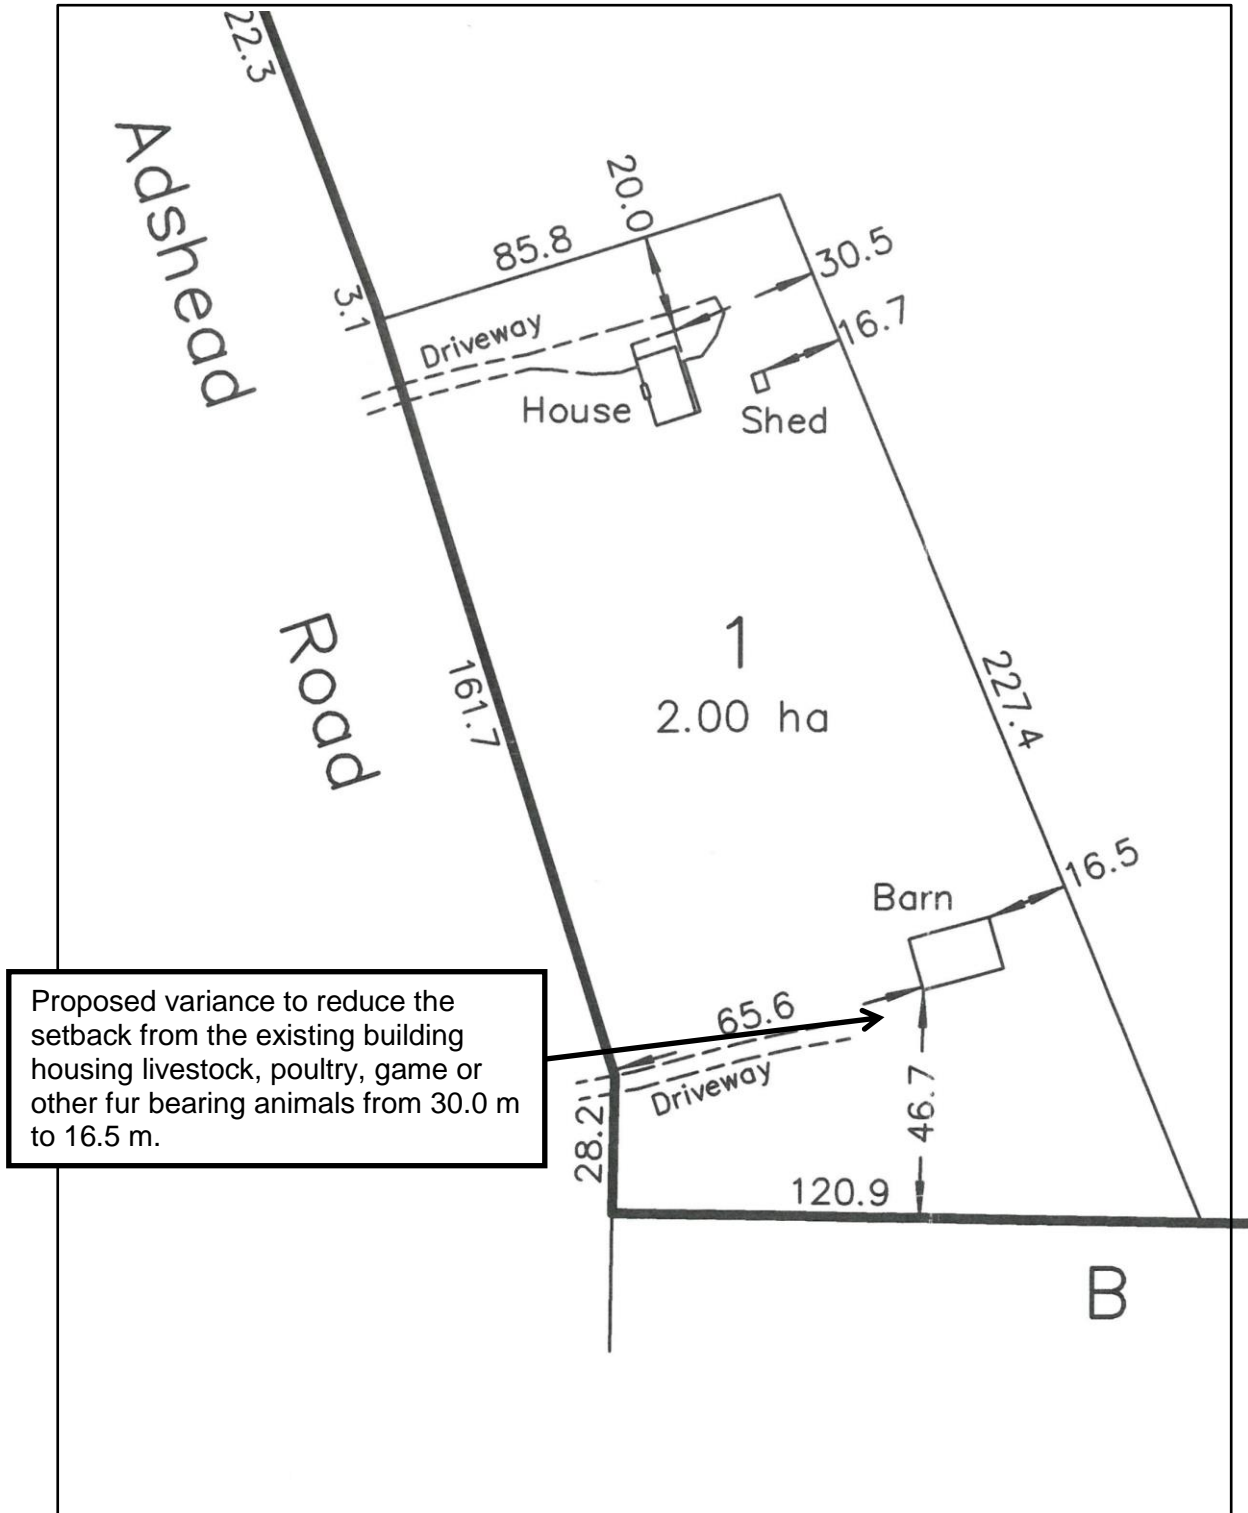 22.3
Adshead
Road
20.0
85.8
30.5
3.1
Driveway
16.7
House
Shed
1
2.00 ha
161.7
227.4
16.5
Barn
Proposed variance to reduce the
setback from the existing building
housing livestock, poultry, game or
other fur bearing animals from 30.0 m
to 16.5 m.
65.6
Driveway
46.7
28.2
120.9
B